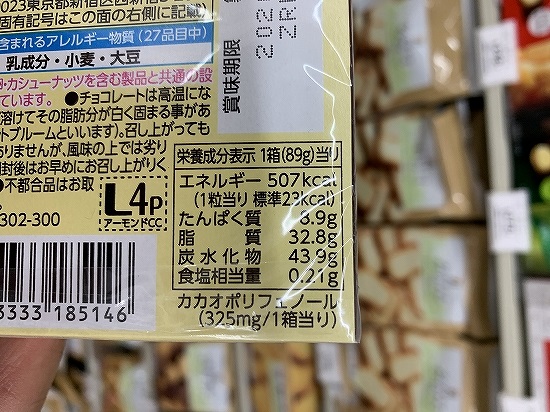 2023東京都新宿区西新宿
固有記号はこの面の右側に記載)
含まれるアレルギー物質(27品目中)
乳成分・小麦・大豆
・カシューナッツを含む製品と共通の設
ています。●チョコレートは高温にな
溶けてその脂肪分が白く固まる事があ
ットブルームといいます)。召し上がっても
ありませんが、風味の上では劣り
封後はお早めにお召し上がりく
●不都合品はお取
302-300
賞味期限
L4P
アーモンドCC
3333 185146
栄養成分表示 1箱(89g)当り
エネルギー 507kcal
(1粒当り 標準23kcal)
たんぱく質 8.9g
脂質 32.8g
炭水化物 43.9g
食塩相当量 0.21g
カカオポリフェノール
(325mg/1箱当り)